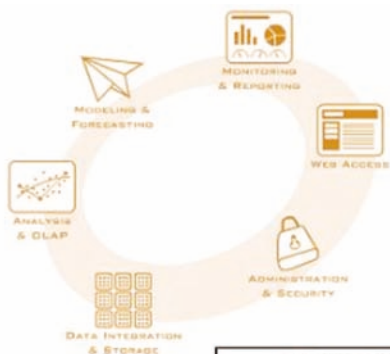 MONITORING
& REPORTING
MODELING &
FORECASTING
WEB ACCESS
ANALYSIS
& OLAP
ADMINISTRATION
& SECURITY
DATA INTEGRATION
& STORAGE